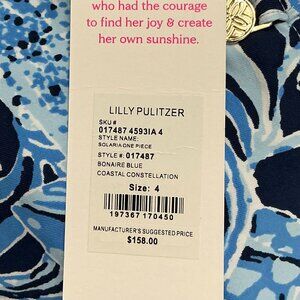 who had the courage
to find her joy & create
her own sunshine.
LILLY PULITZER
SKU #
017487 4593IA 4
STYLE NAME:
SOLARIA ONE PIECE
STYLE #: 017487
BONAIRE BLUE
COASTAL CONSTELLATION
Size: 4
197367 170450
MANUFACTURER'S SUGGESTED PRICE
$158.00